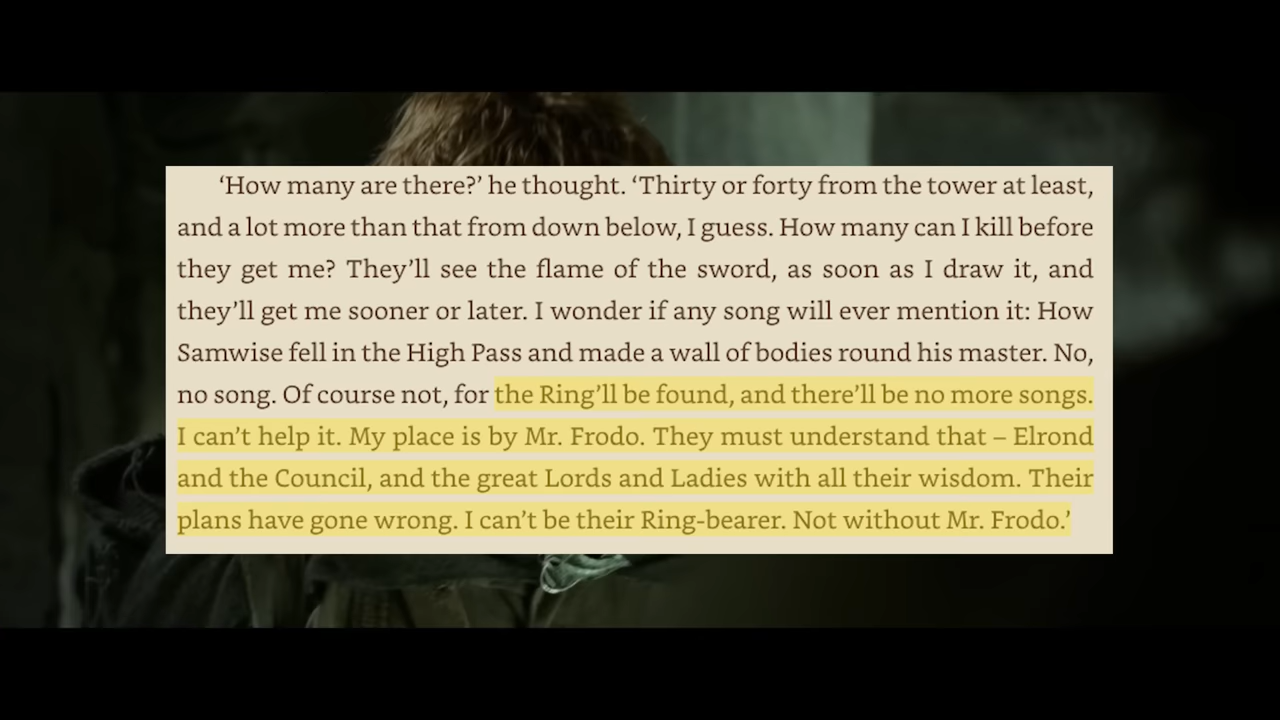 ‘How many are there?’ he thought. ‘Thirty or forty from the tower at least,
and a lot more than that from down below, I guess. How many can I kill before
they get me? They’ll see the flame of the sword, as soon as I draw it, and
they’ll get me sooner or later. I wonder if any song will ever mention it: How
Samwise fell in the High Pass and made a wall of bodies round his master. No,
no song. Of course not, for the Ring’ll be found, and there’ll be no more songs.
I can’t help it. My place is by Mr. Frodo. They must understand that – Elrond
and the Council, and the great Lords and Ladies with all their wisdom. Their
plans have gone wrong. I can’t be their Ring-bearer. Not without Mr. Frodo.’